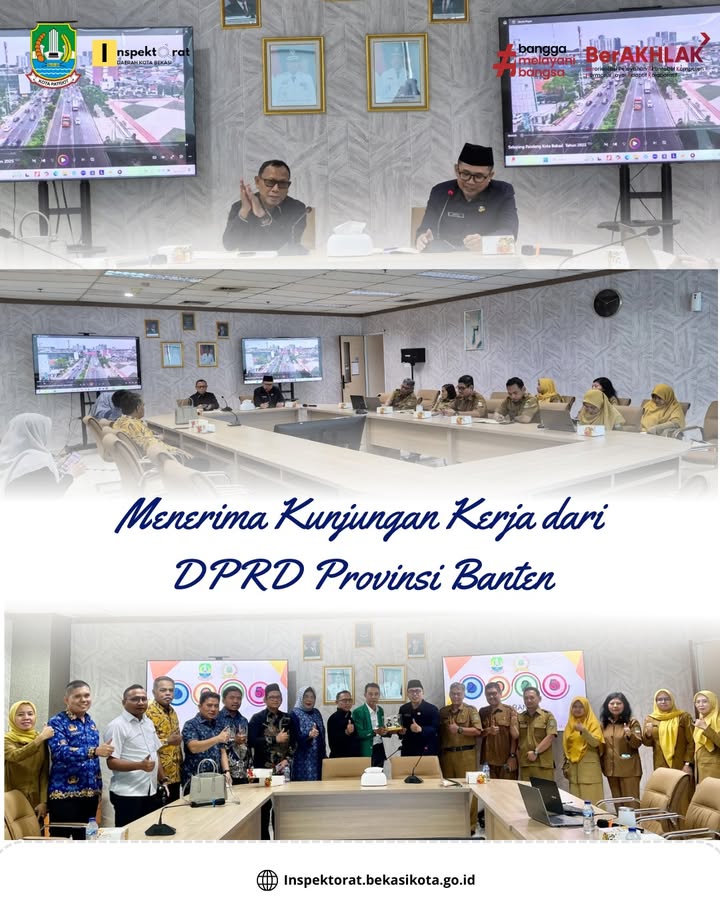 KOTA PATRIOT
Inspektorat
DAERAH KOTA BEKASI
#bangga
melayani
bangsa
BerAKHLAK
Menerima Kunjungan Kerja dari
DPRD Provinsi Banten
Inspektorat.bekasikota.go.id